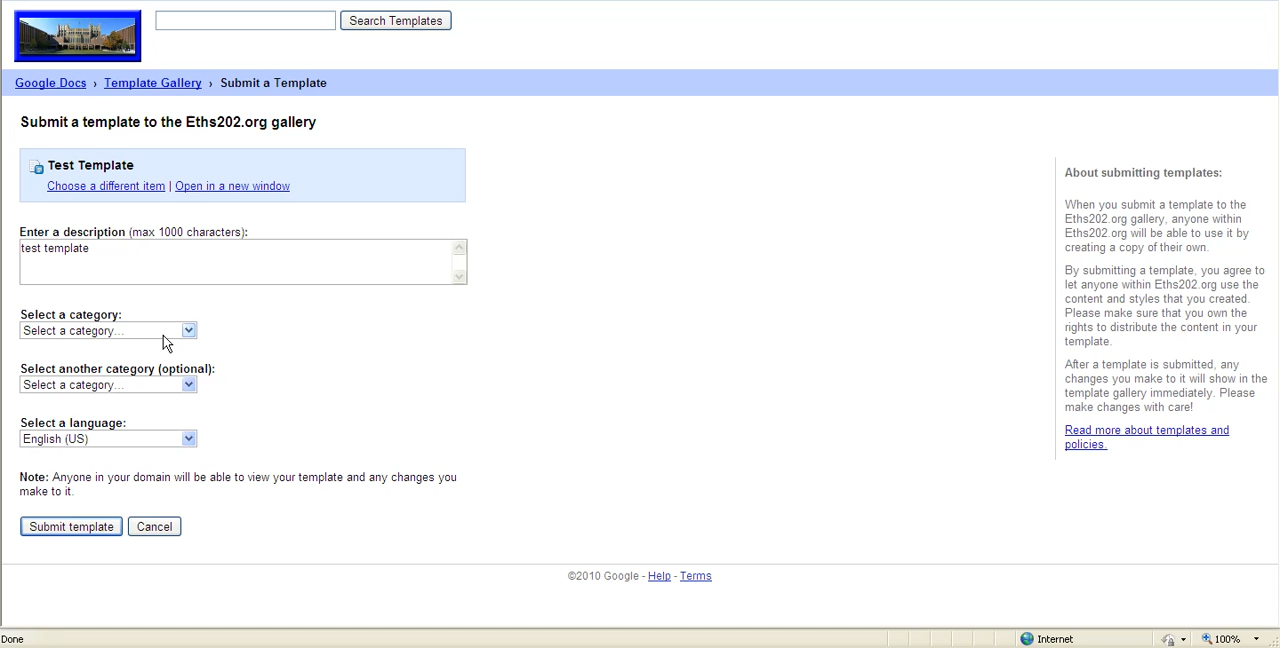 Search Templates
Google Docs › Template Gallery › Submit a Template
Submit a template to the Eths202.org gallery
Test Template
Choose a different item | Open in a new window
Enter a description (max 1000 characters):
test template
Select a category:
Select a category...
Select another category (optional):
Select a category...
Select a language:
English (US)
Note: Anyone in your domain will be able to view your template and any changes you
make to it.
Submit template Cancel
About submitting templates:
When you submit a template to the
Eths202.org gallery, anyone within
Eths202.org will be able to use it by
creating a copy of their own.
By submitting a template, you agree to
let anyone within Eths202.org use the
content and styles that you created.
Please make sure that you own the
rights to distribute the content in your
template.
After a template is submitted, any
changes you make to it will show in the
template gallery immediately. Please
make changes with care!
Read more about templates and
policies.
©2010 Google - Help - Terms
Done Internet 100%